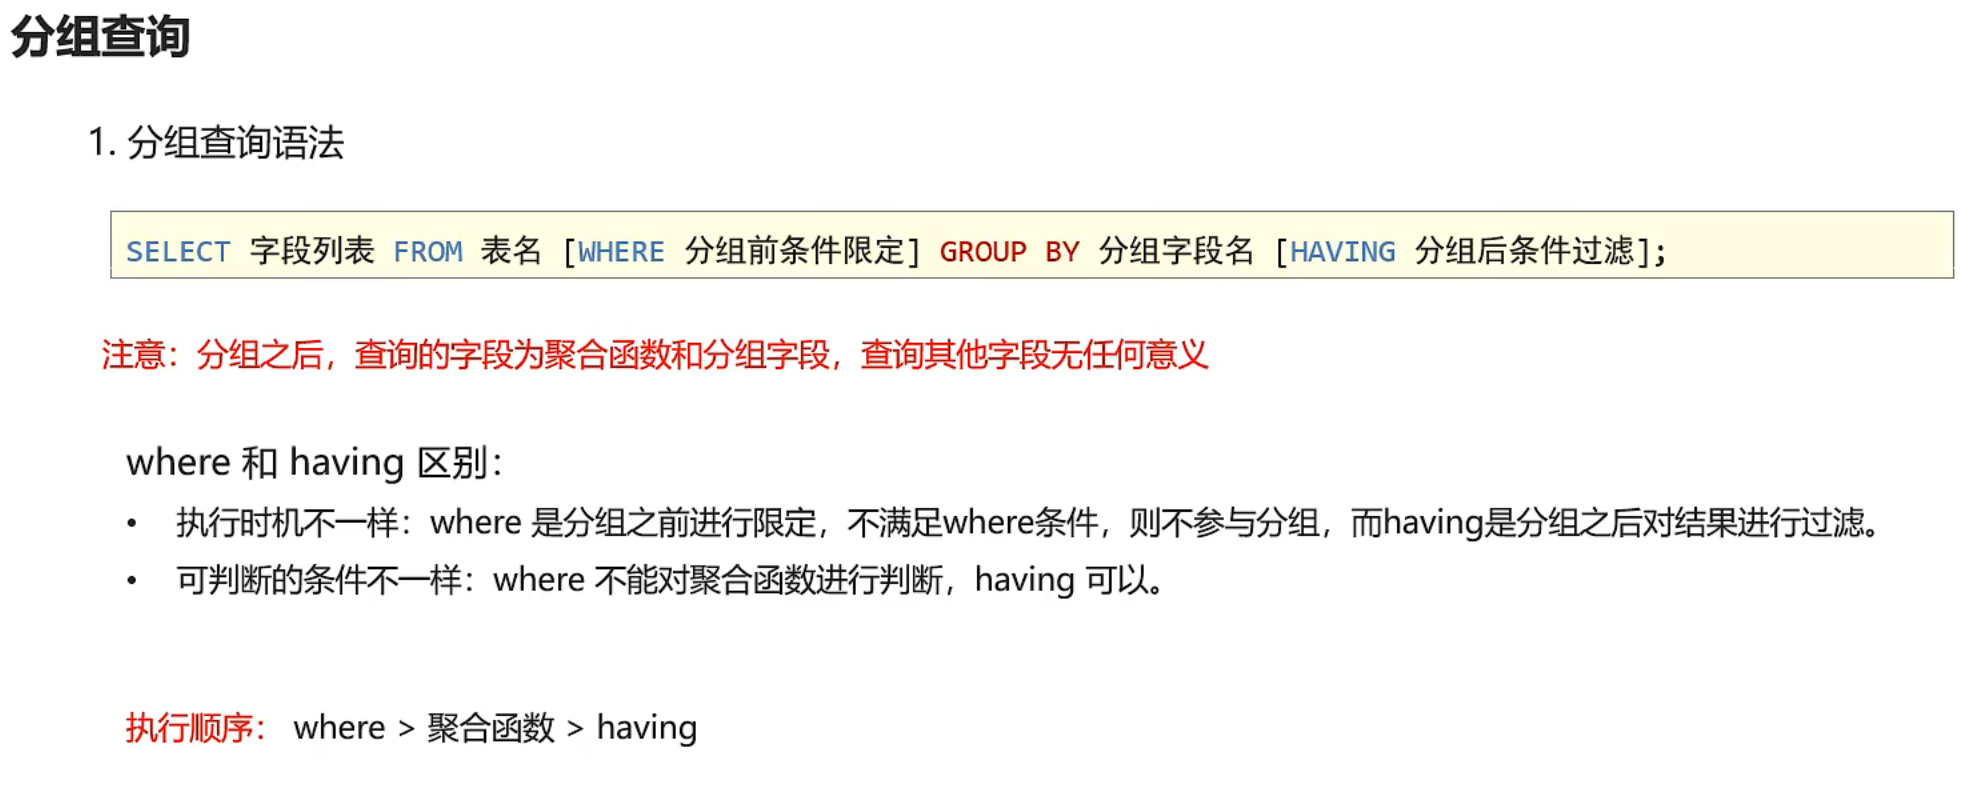 分组查询
1. 分组查询语法
SELECT 字段列表 FROM 表名 [WHERE 分组前条件限定] GROUP BY 分组字段名 [HAVING 分组后条件过滤];
注意：分组之后，查询的字段为聚合函数和分组字段，查询其他字段无任何意义
where 和 having 区别：
• 执行时机不一样：where 是分组之前进行限定，不满足where条件，则不参与分组，而having是分组之后对结果进行过滤。
• 可判断的条件不一样：where 不能对聚合函数进行判断，having 可以。
执行顺序： where > 聚合函数 > having